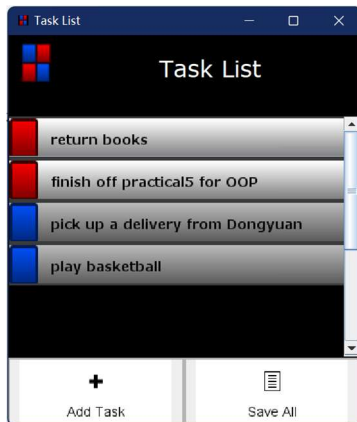 Task List
Task List
return books
finish off practical5 for OOP
pick up a delivery from Dongyuan
play basketball
Add Task
Save All